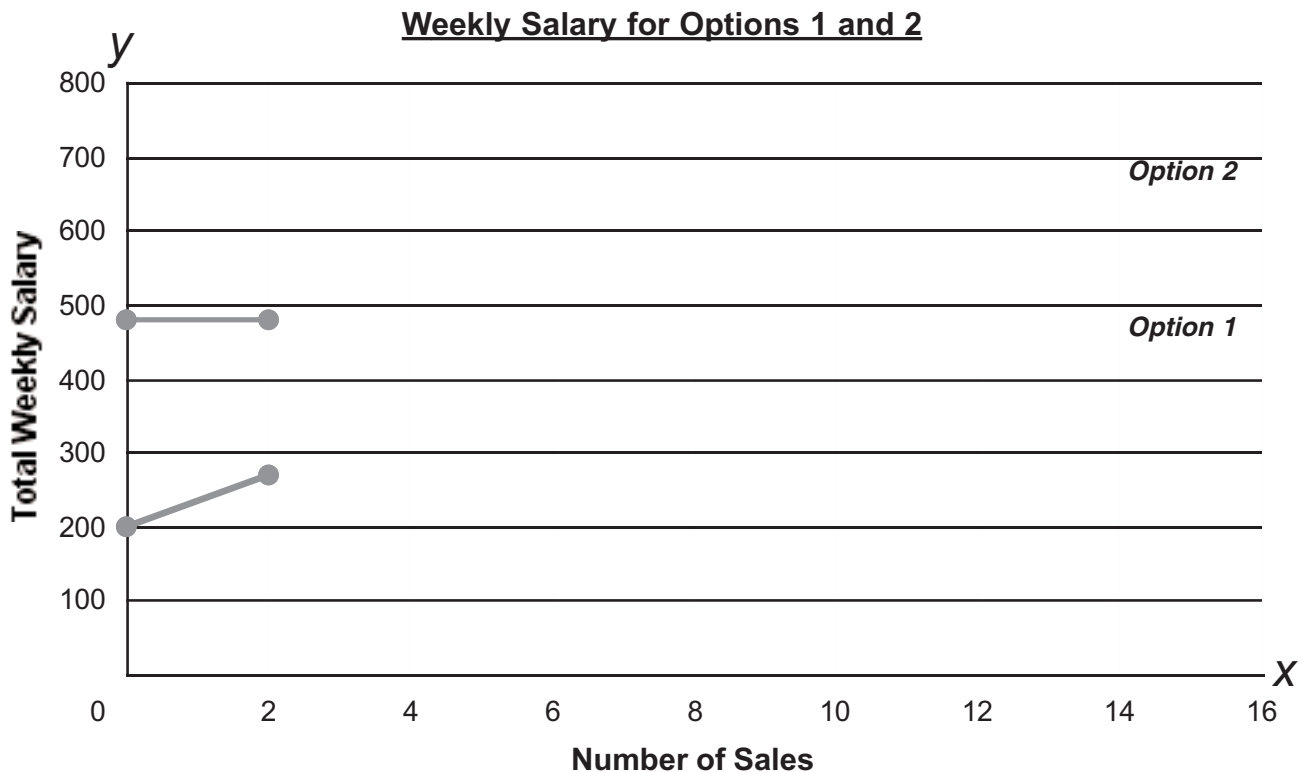 Weekly Salary for Options 1 and 2
y
800
700
Option 2
600
500
Option 1
400
300
200
100
Total Weekly Salary
x
0 2 4 6 8 10 12 14 16
Number of Sales